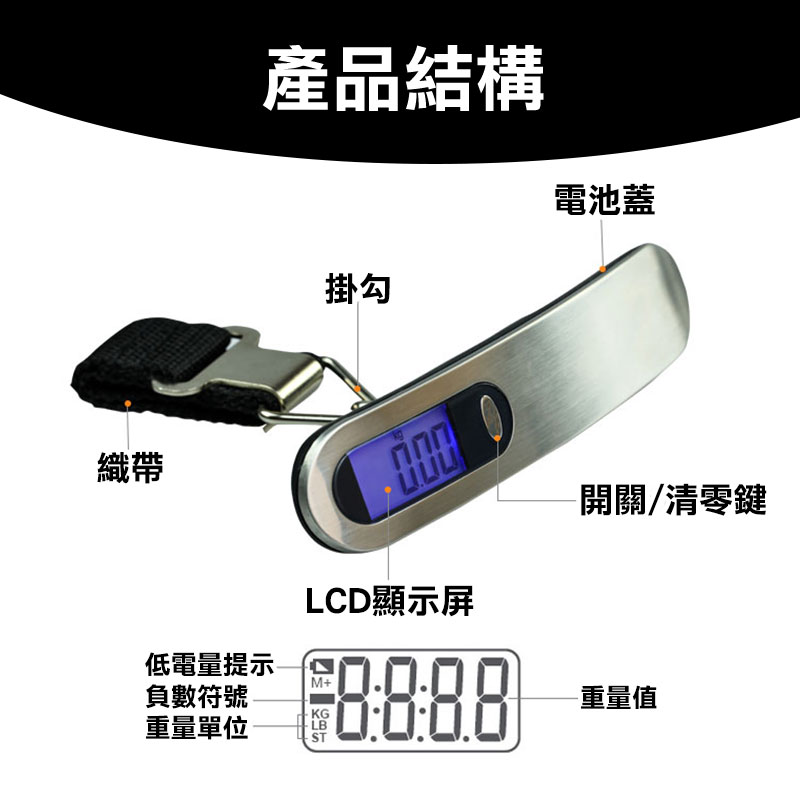 產品結構
電池蓋
掛勾
織帶
0.00
開關/清零鍵
LCD顯示屏
低電量提示
M+
負數符號
重量單位
KG
LB
ST
8:8:8.8
重量值